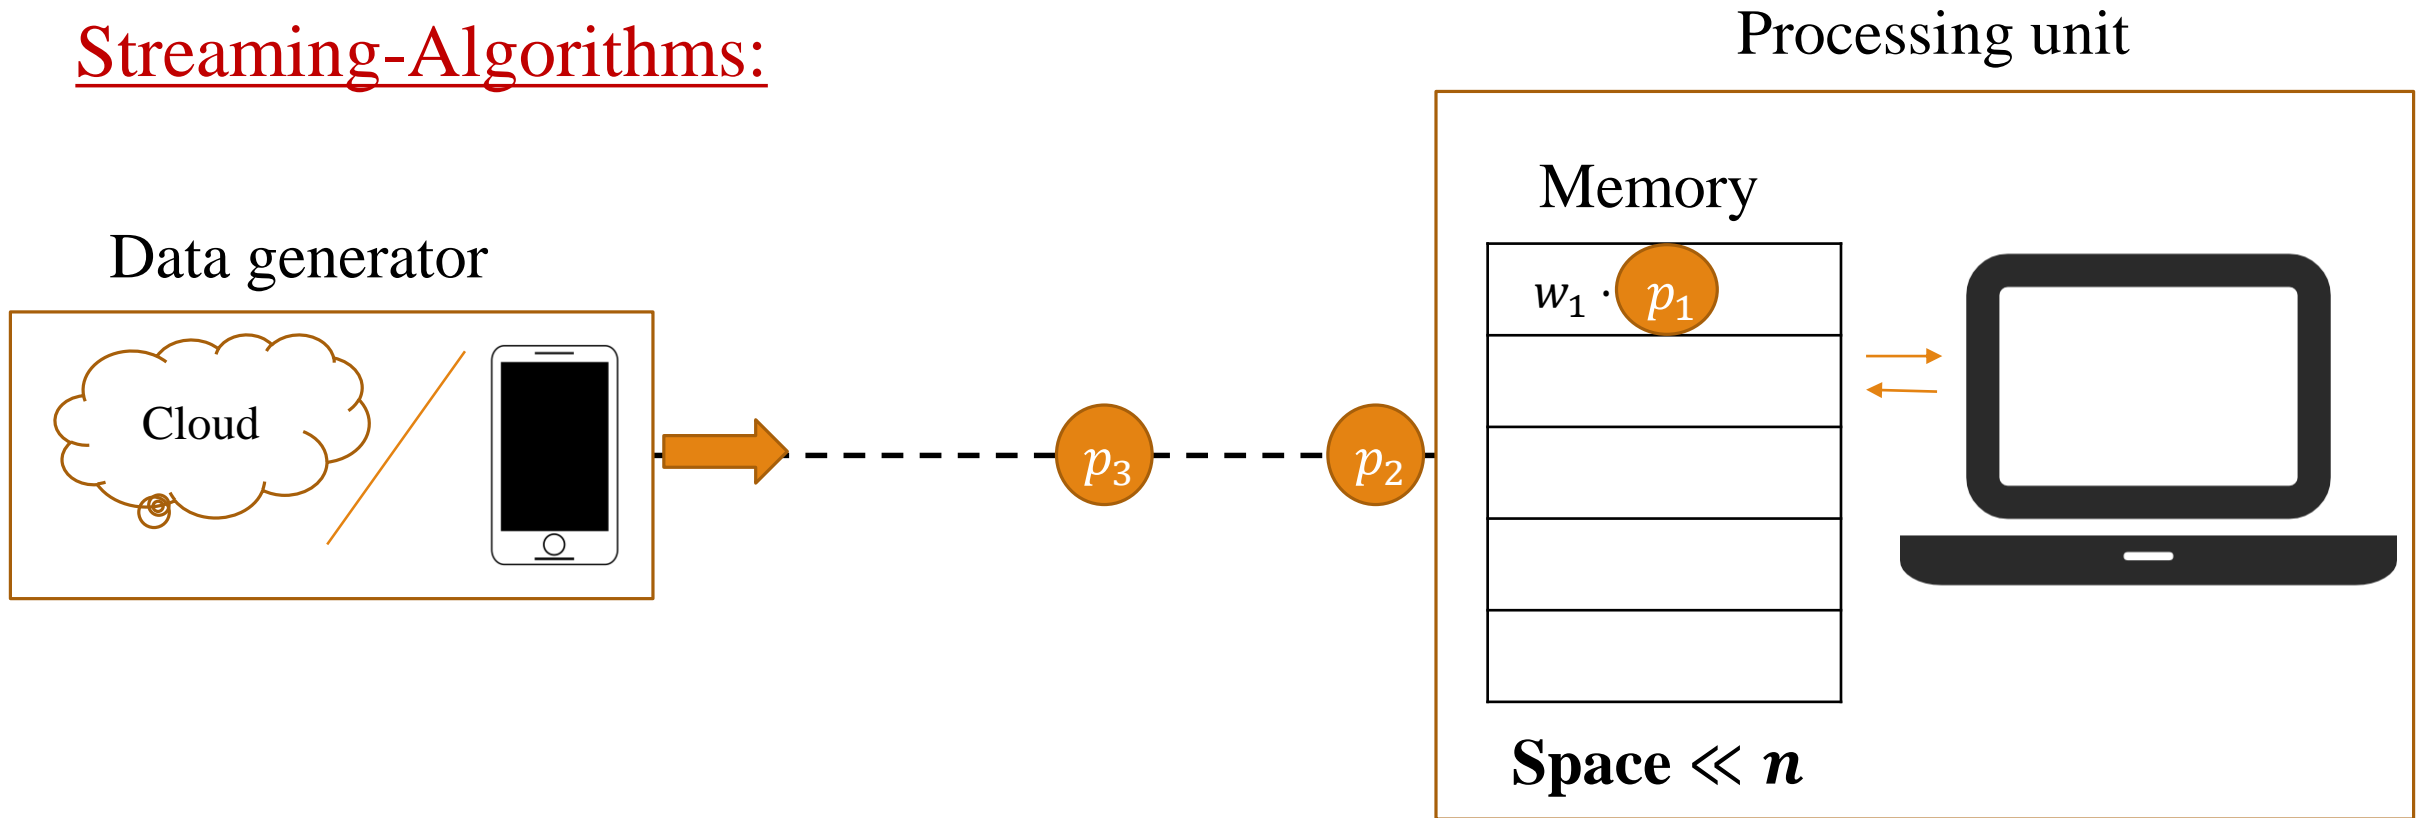 Streaming-Algorithms:
Processing unit
Memory
Data generator
w₁ · p₁
Cloud
p₃
p₂
Space ≪ n